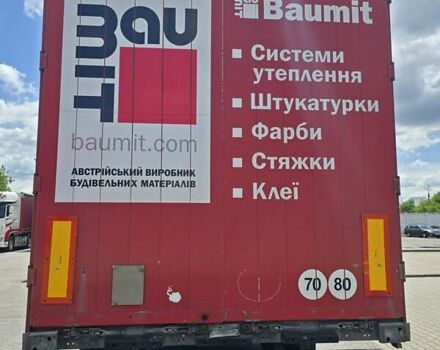 BAU
MIT
baumit.com
АВСТРІЙСЬКИЙ ВИРОБНИК
БУДІВЕЛЬНИХ МАТЕРІАЛІВ
Baumit
Системи
утеплення
Штукатурки
Фарби
Стяжки
Клеї
70 80